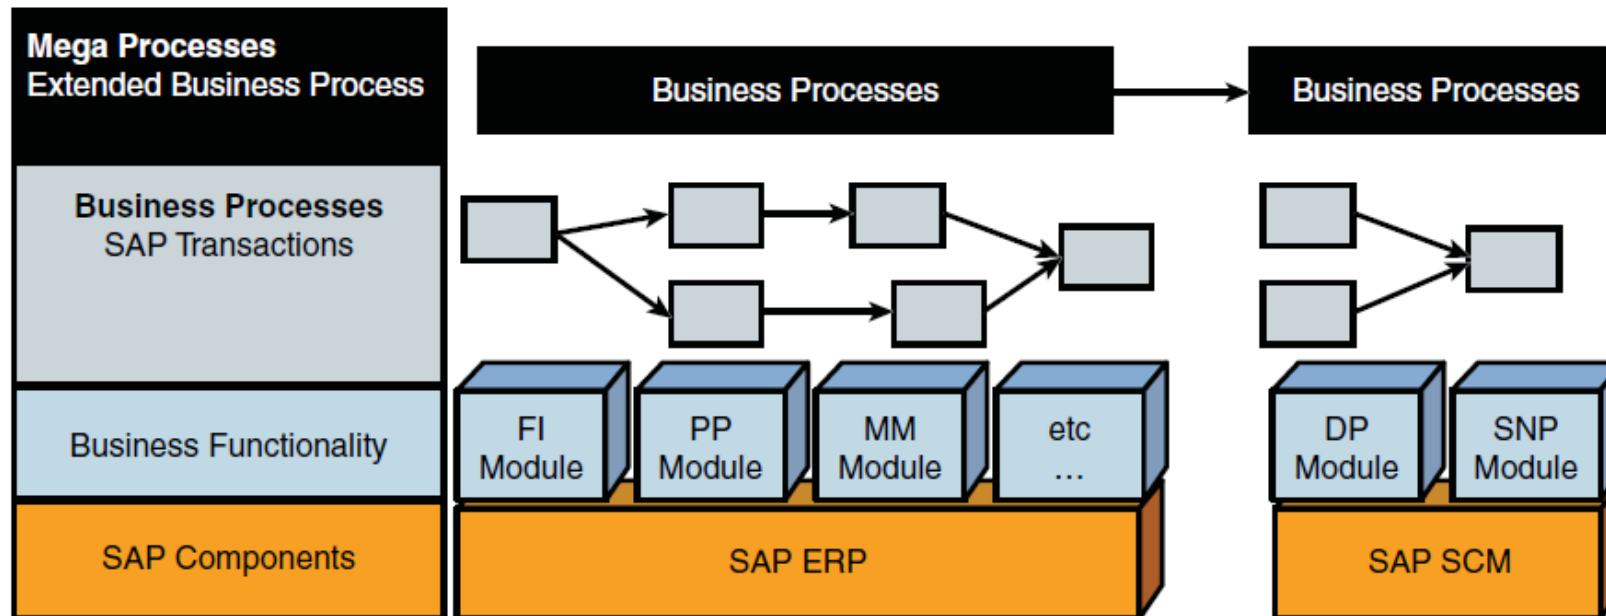 Mega Processes
Extended Business Process
Business Processes
Business Processes
Business Processes
SAP Transactions
Business Functionality
FI
Module
PP
Module
MM
Module
etc
...
DP
Module
SNP
Module
SAP Components
SAP ERP
SAP SCM